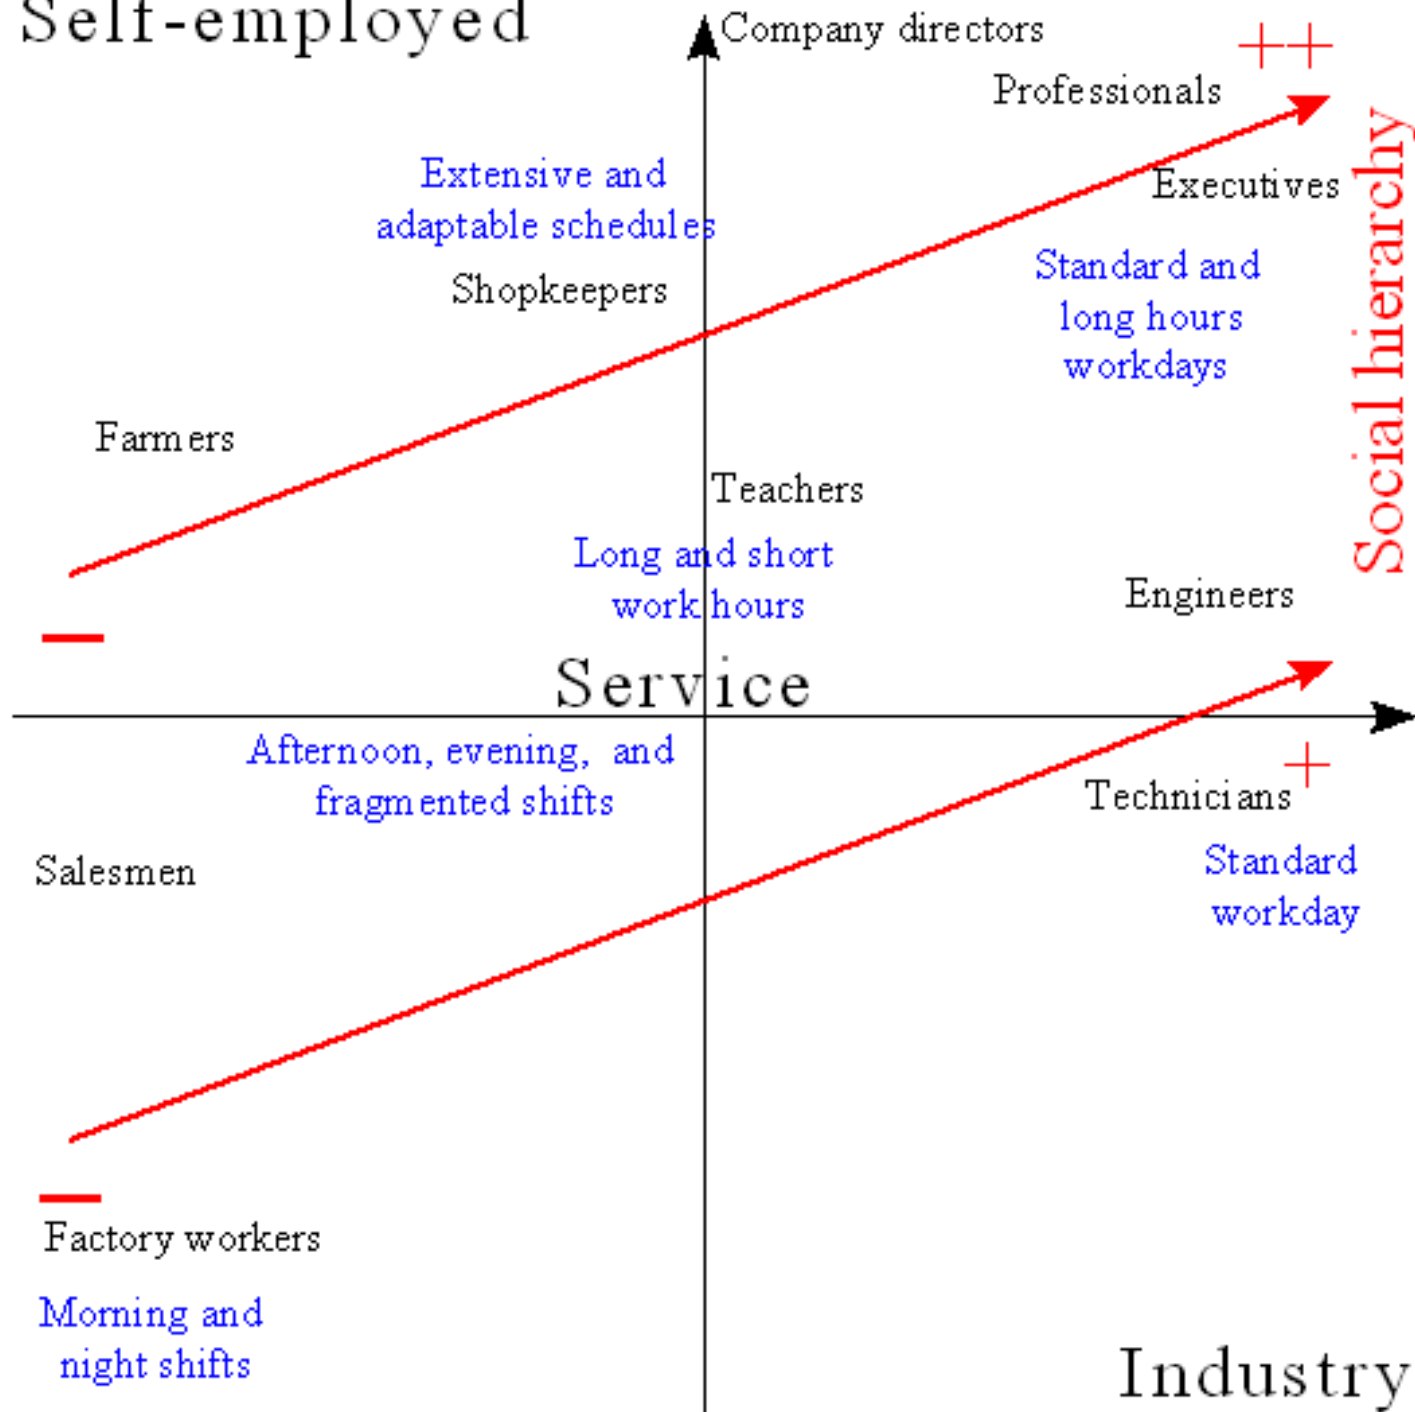 Self-employed
Company directors
++
Professionals
Extensive and
adaptable schedules
Executives
Social hierarchy
Shopkeepers
Standard and
long hours
workdays
Farmers
Teachers
Long and short
work hours
Engineers
—
Service
Afternoon, evening, and
fragmented shifts
+
Technicians
Salesmen
Standard
workday
—
Factory workers
Morning and
night shifts
Industry